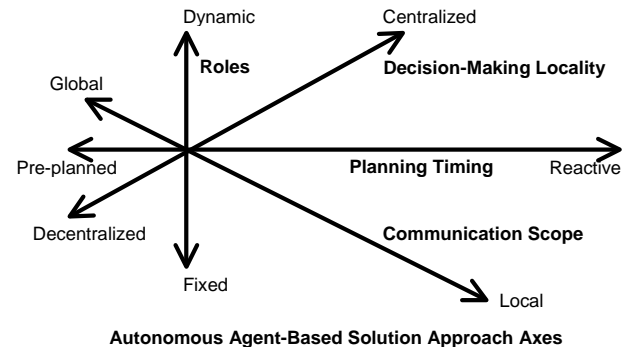 Dynamic
Centralized
Roles
Decision-Making Locality
Global
Pre-planned
Planning Timing
Reactive
Decentralized
Communication Scope
Fixed
Local
Autonomous Agent-Based Solution Approach Axes